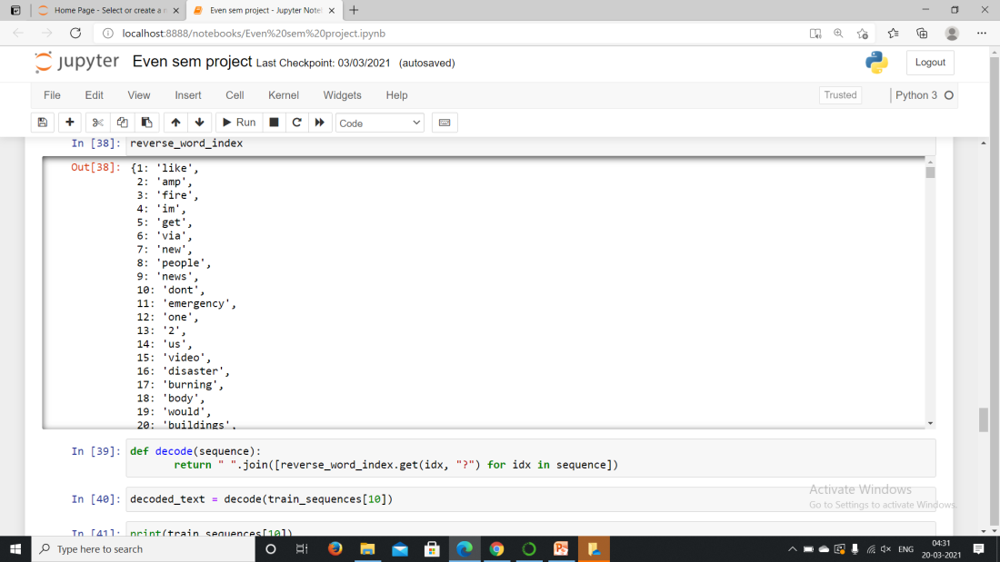 Home Page - Select or create a n
Even sem project - Jupyter Note
localhost:8888/notebooks/Even%20sem%20project.ipynb
jupyter Even sem project Last Checkpoint: 03/03/2021 (autosaved)
Logout
File Edit View Insert Cell Kernel Widgets Help
Trusted
Python 3
Run
Code
In [38]: reverse_word_index
Out[38]: {1: 'like',
2: 'amp',
3: 'fire',
4: 'im',
5: 'get',
6: 'via',
7: 'new',
8: 'people',
9: 'news',
10: 'dont',
11: 'emergency',
12: 'one',
13: '2',
14: 'us',
15: 'video',
16: 'disaster',
17: 'burning',
18: 'body',
19: 'would',
20: 'buildings',
In [39]: def decode(sequence):
return " ".join([reverse_word_index.get(idx, "?") for idx in sequence])
In [40]: decoded_text = decode(train_sequences[10])
Activate Windows
Go to Settings to activate Windows.
In [41]: print(train_sequences[10])
Type here to search
ENG
04:31
20-03-2021